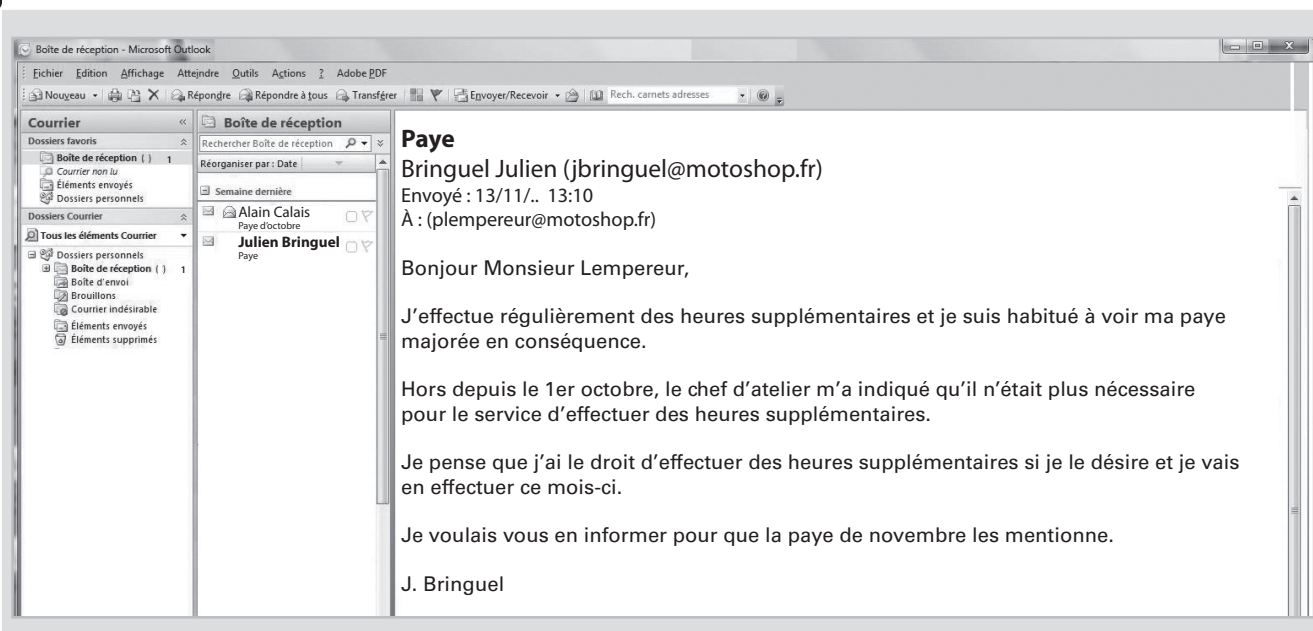 Boîte de réception - Microsoft Outlook
Fichier Edition Affichage Atteindre Outils Actions ? Adobe PDF
Nouveau Répondre Répondre à tous Transférer Envoyer/Recevoir Rech. carnets adresses
Courrier «
Dossiers favoris
Boîte de réception ( ) 1
Courrier non lu
Éléments envoyés
Dossiers personnels
Dossiers Courrier
Tous les éléments Courrier
Dossiers personnels
Boîte de réception ( ) 1
Boîte d'envoi
Brouillons
Courrier indésirable
Éléments envoyés
Éléments supprimés
Boîte de réception
Rechercher Boîte de réception
Réorganiser par : Date
Semaine dernière
Alain Calais
Paye d'octobre
Julien Bringuel
Paye
Paye
Bringuel Julien (jbringuel@motoshop.fr)
Envoyé : 13/11/.. 13:10
À : (plempereur@motoshop.fr)
Bonjour Monsieur Lempereur,
J'effectue régulièrement des heures supplémentaires et je suis habitué à voir ma paye
majorée en conséquence.
Hors depuis le 1er octobre, le chef d'atelier m'a indiqué qu'il n'était plus nécessaire
pour le service d'effectuer des heures supplémentaires.
Je pense que j'ai le droit d'effectuer des heures supplémentaires si je le désire et je vais
en effectuer ce mois-ci.
Je voulais vous en informer pour que la paye de novembre les mentionne.
J. Bringuel